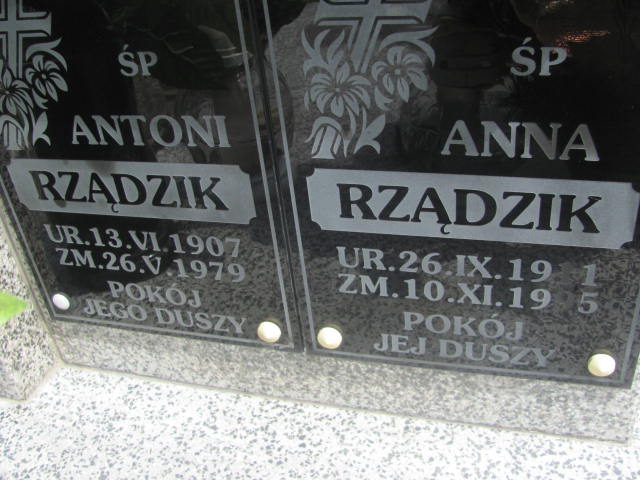 ŚP
ANTONI
RZĄDZIK
UR.13.VI.1907
ZM.26.V.1979
POKÓJ
JEGO DUSZY
ŚP
ANNA
RZĄDZIK
UR.26.IX.19 1
ZM.10.XI.19 5
POKÓJ
JEJ DUSZY